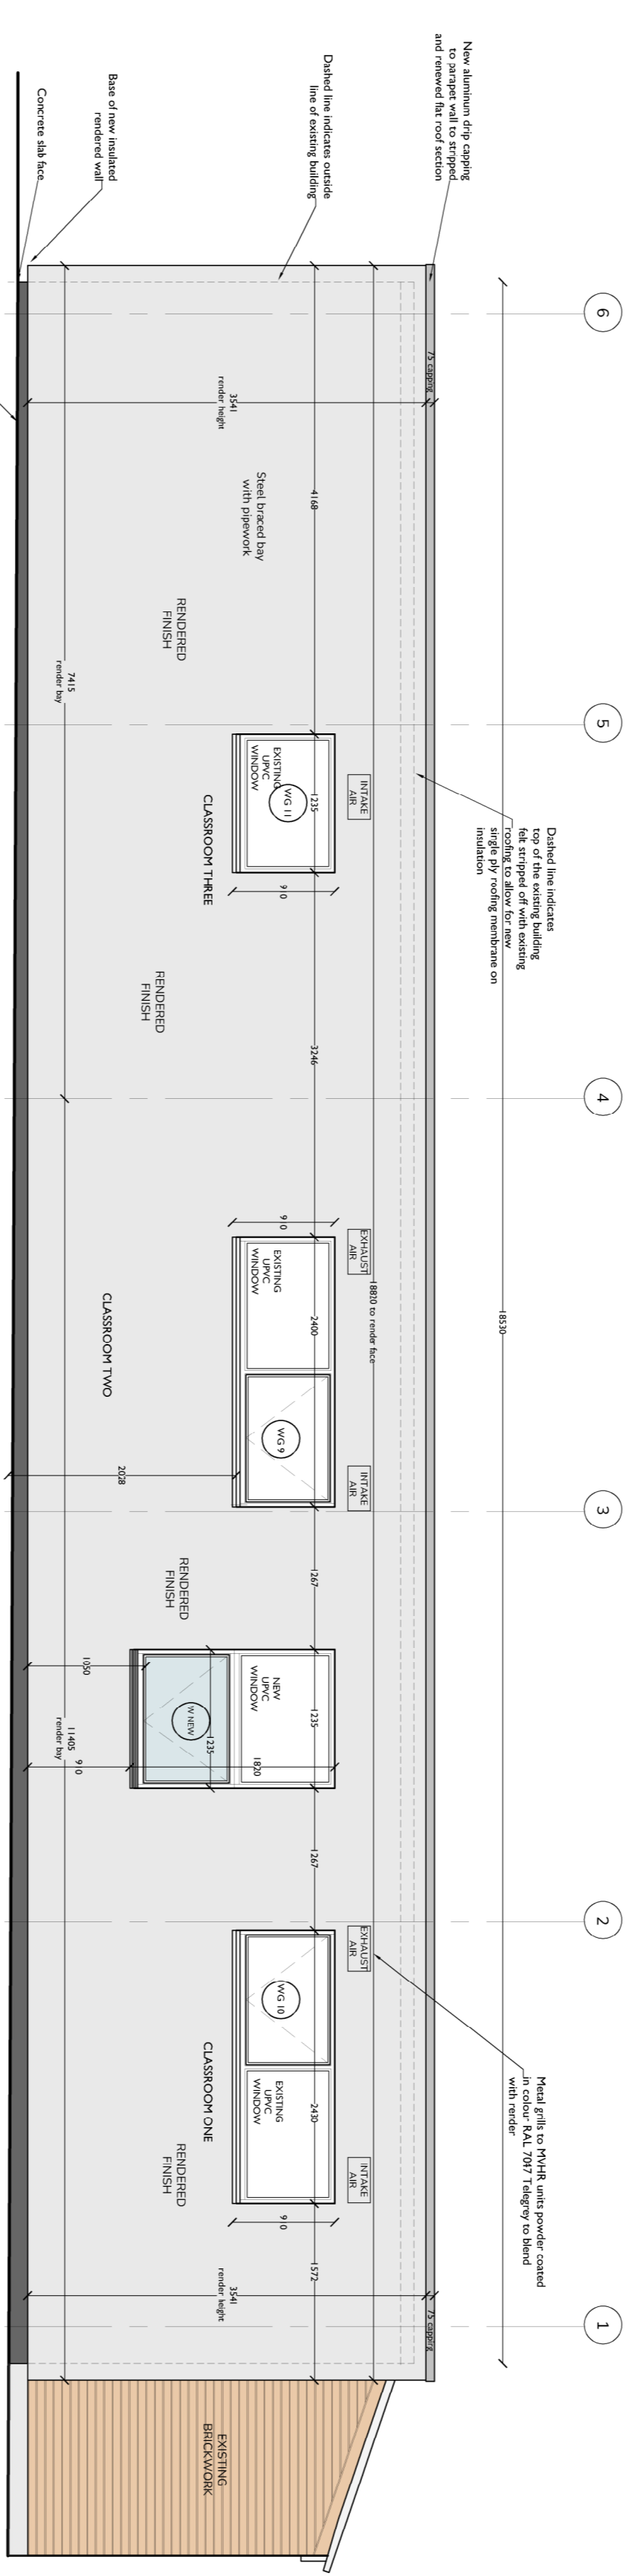 6
5
4
3
2
1
New aluminum drip capping
to parapet wall to stripped
and renewed flat roof section
Dashed line indicates outside
line of existing building
Base of new insulated
rendered wall
Concrete slab face
Dashed line indicates
top of the existing building
felt stripped off with existing
roofing to allow for new
single ply roofing membrane on
insulation
Metal grills to MVHR units powder coated
in colour RAL 7047 Telegrey to blend
with render
18530
75 capping
75 capping
18820 to render face
INTAKE
AIR
EXHAUST
AIR
INTAKE
AIR
EXHAUST
AIR
INTAKE
AIR
4168
1235
3246
2400
1267
1235
1267
2430
1572
3541
render height
Steel braced bay
with pipework
RENDERED
FINISH
EXISTING
UPVC
WINDOW
WG 11
910
CLASSROOM THREE
RENDERED
FINISH
910
EXISTING
UPVC
WINDOW
WG 9
CLASSROOM TWO
2028
RENDERED
FINISH
NEW
UPVC
WINDOW
W NEW
1235
1820
1050
910
WG 10
EXISTING
UPVC
WINDOW
910
CLASSROOM ONE
RENDERED
FINISH
3541
render height
7415
render bay
11405
render bay
EXISTING
BRICKWORK